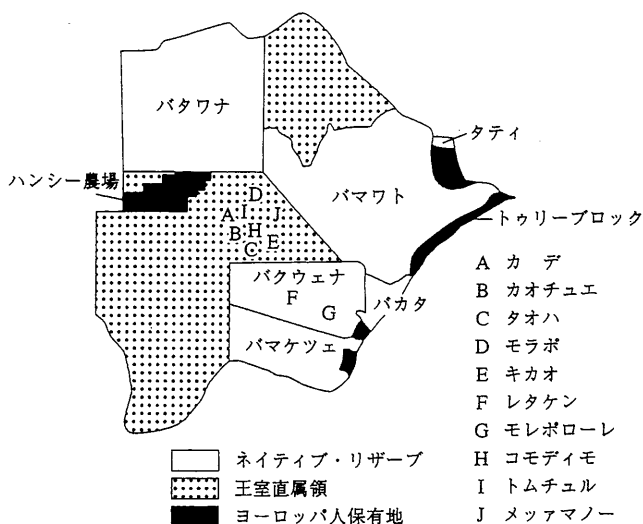 バタワナ
タティ
ハンシー農場
バマワト
トゥリーブロック
D
A
I
J
B
H
C
E
バクウェナ
バカタ
F
G
バマケツェ
A カデ
B カオチュエ
C タオハ
D モラポ
E キカオ
F レタケン
G モレポローレ
H コモディモ
I トムチュル
J メッァマノー
ネイティブ・リザーブ
王室直属領
ヨーロッパ人保有地